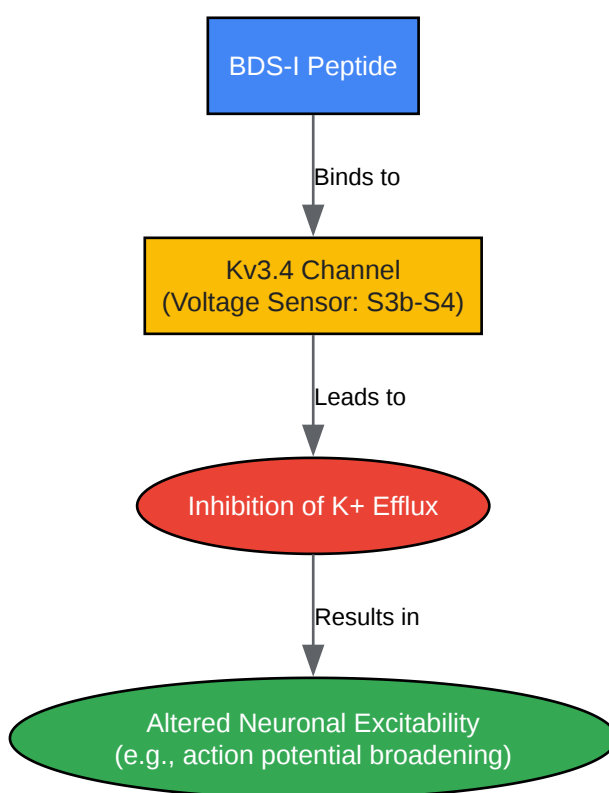 BDS-I Peptide
Binds to
Kv3.4 Channel
(Voltage Sensor: S3b-S4)
Leads to
Inhibition of K+ Efflux
Results in
Altered Neuronal Excitability
(e.g., action potential broadening)